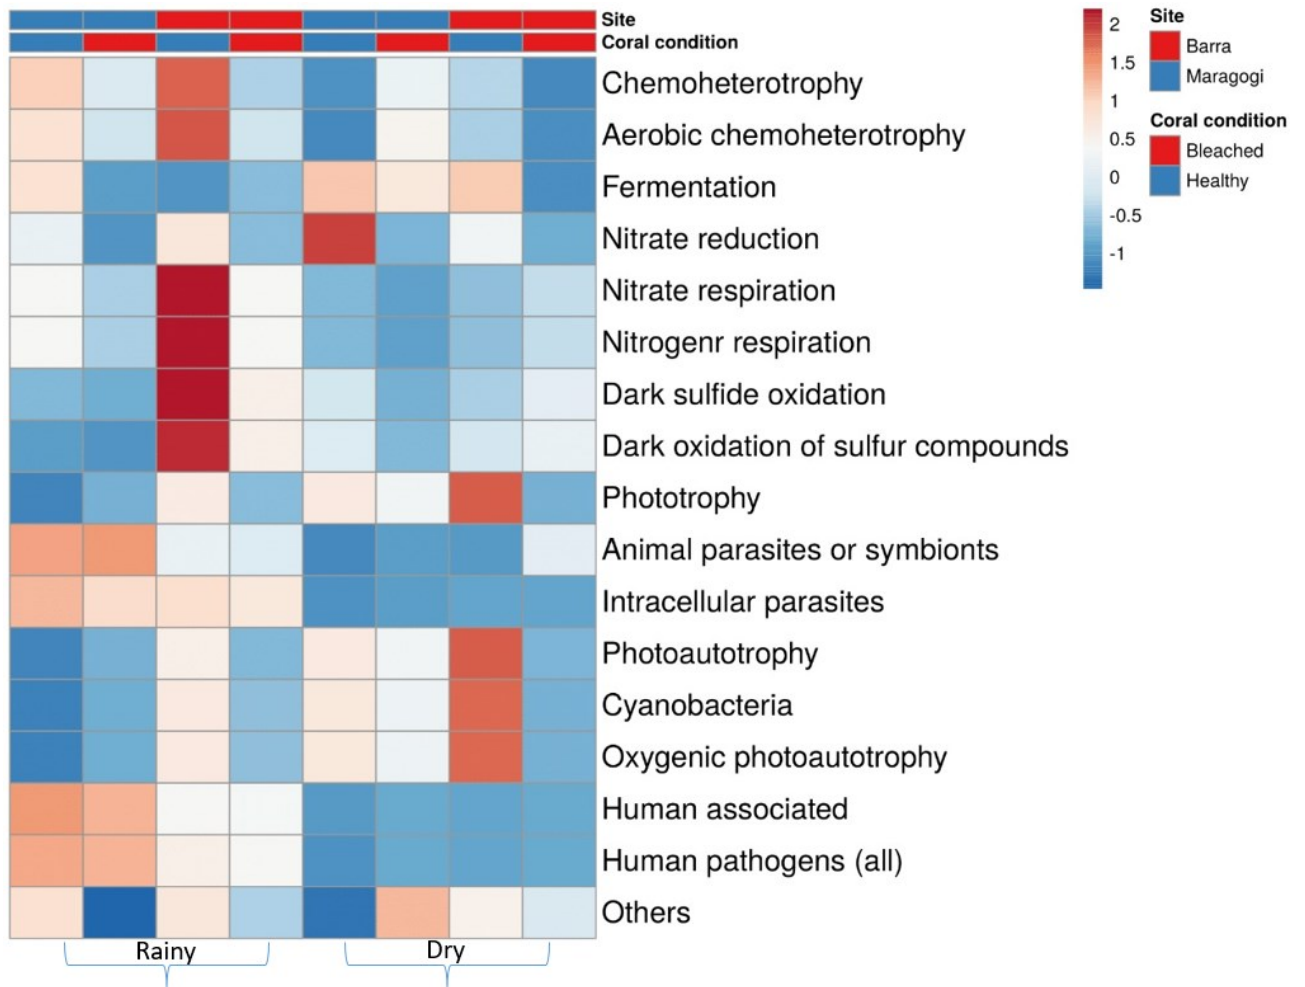 Site
Coral condition
Chemoheterotrophy
Aerobic chemoheterotrophy
Fermentation
Nitrate reduction
Nitrate respiration
Nitrogenr respiration
Dark sulfide oxidation
Dark oxidation of sulfur compounds
Phototrophy
Animal parasites or symbionts
Intracellular parasites
Photoautotrophy
Cyanobacteria
Oxygenic photoautotrophy
Human associated
Human pathogens (all)
Others
Rainy
Dry
2
1.5
1
0.5
0
-0.5
-1
Site
Barra
Maragogi
Coral condition
Bleached
Healthy